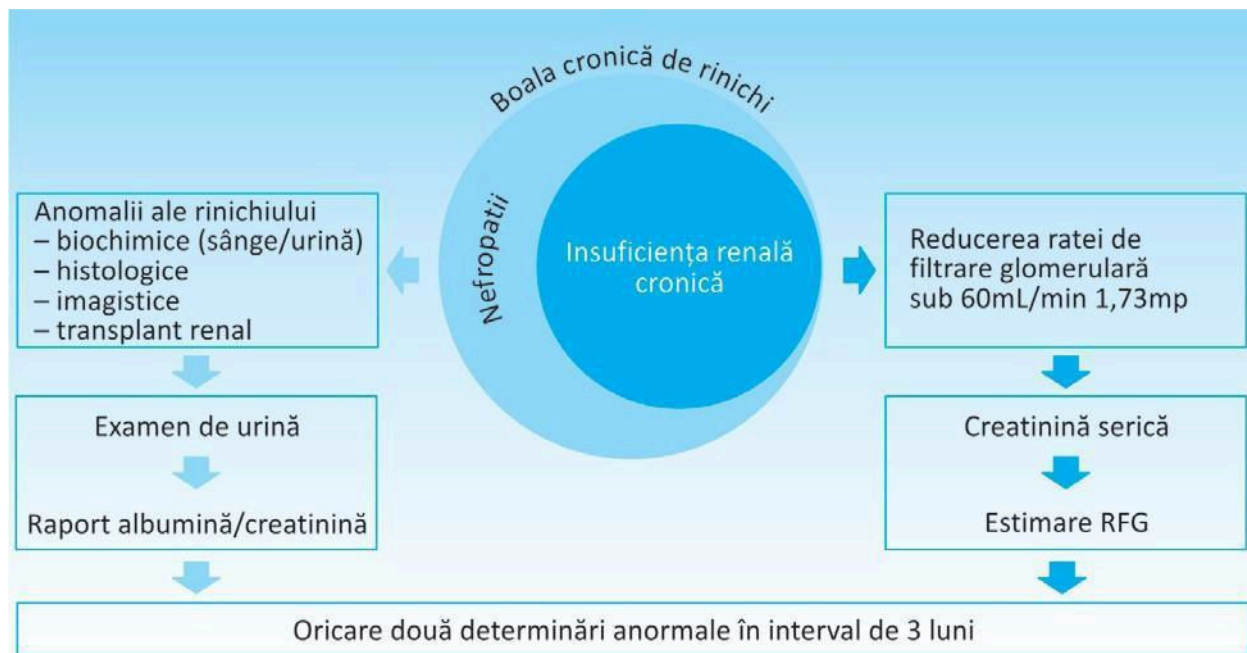 Boala cronică de rinichi
Nefropatii
Insuficiența renală
cronică
Anomalii ale rinichiului
– biochimice (sânge/urină)
– histologice
– imagistice
– transplant renal
Examen de urină
Raport albumină/creatinină
Reducerea ratei de
filtrare glomerulară
sub 60mL/min 1,73mp
Creatinină serică
Estimare RFG
Oricare două determinări anormale în interval de 3 luni